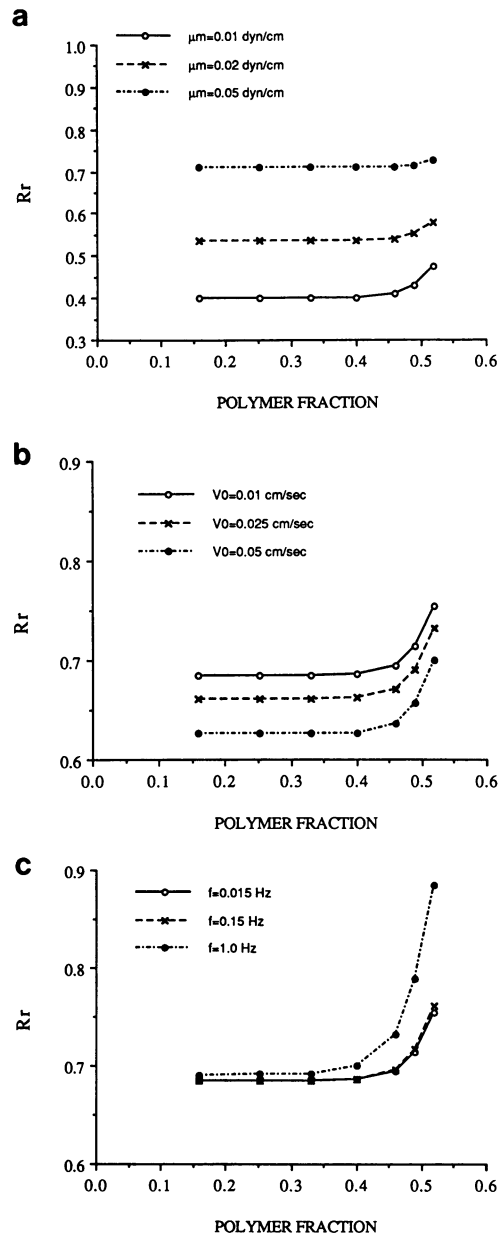 a
μm=0.01 dyn/cm
μm=0.02 dyn/cm
μm=0.05 dyn/cm
1.0
0.9
0.8
0.7
0.6
0.5
0.4
0.3
Rr
0.0 0.1 0.2 0.3 0.4 0.5 0.6
POLYMER FRACTION
b
0.9
V0=0.01 cm/sec
V0=0.025 cm/sec
V0=0.05 cm/sec
0.8
0.7
0.6
Rr
0.0 0.1 0.2 0.3 0.4 0.5 0.6
POLYMER FRACTION
c
0.9
f=0.015 Hz
f=0.15 Hz
f=1.0 Hz
0.8
0.7
0.6
Rr
0.0 0.1 0.2 0.3 0.4 0.5 0.6
POLYMER FRACTION